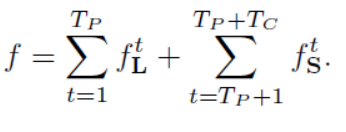 f = \sum_{t=1}^{T_P} f_{\mathbf{L}}^t + \sum_{t=T_P+1}^{T_P+T_C} f_{\mathbf{S}}^t.